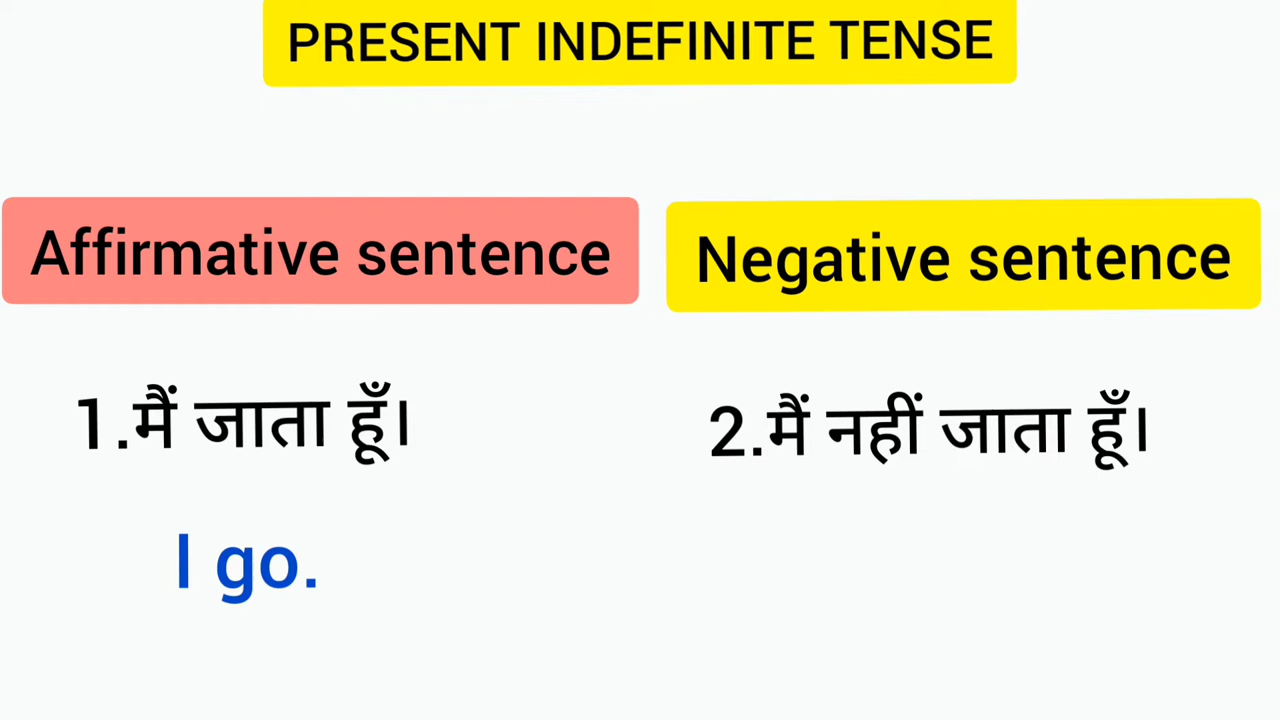 PRESENT INDEFINITE TENSE
Affirmative sentence
Negative sentence
1.मैं जाता हूँ।
2.मैं नहीं जाता हूँ।
I go.